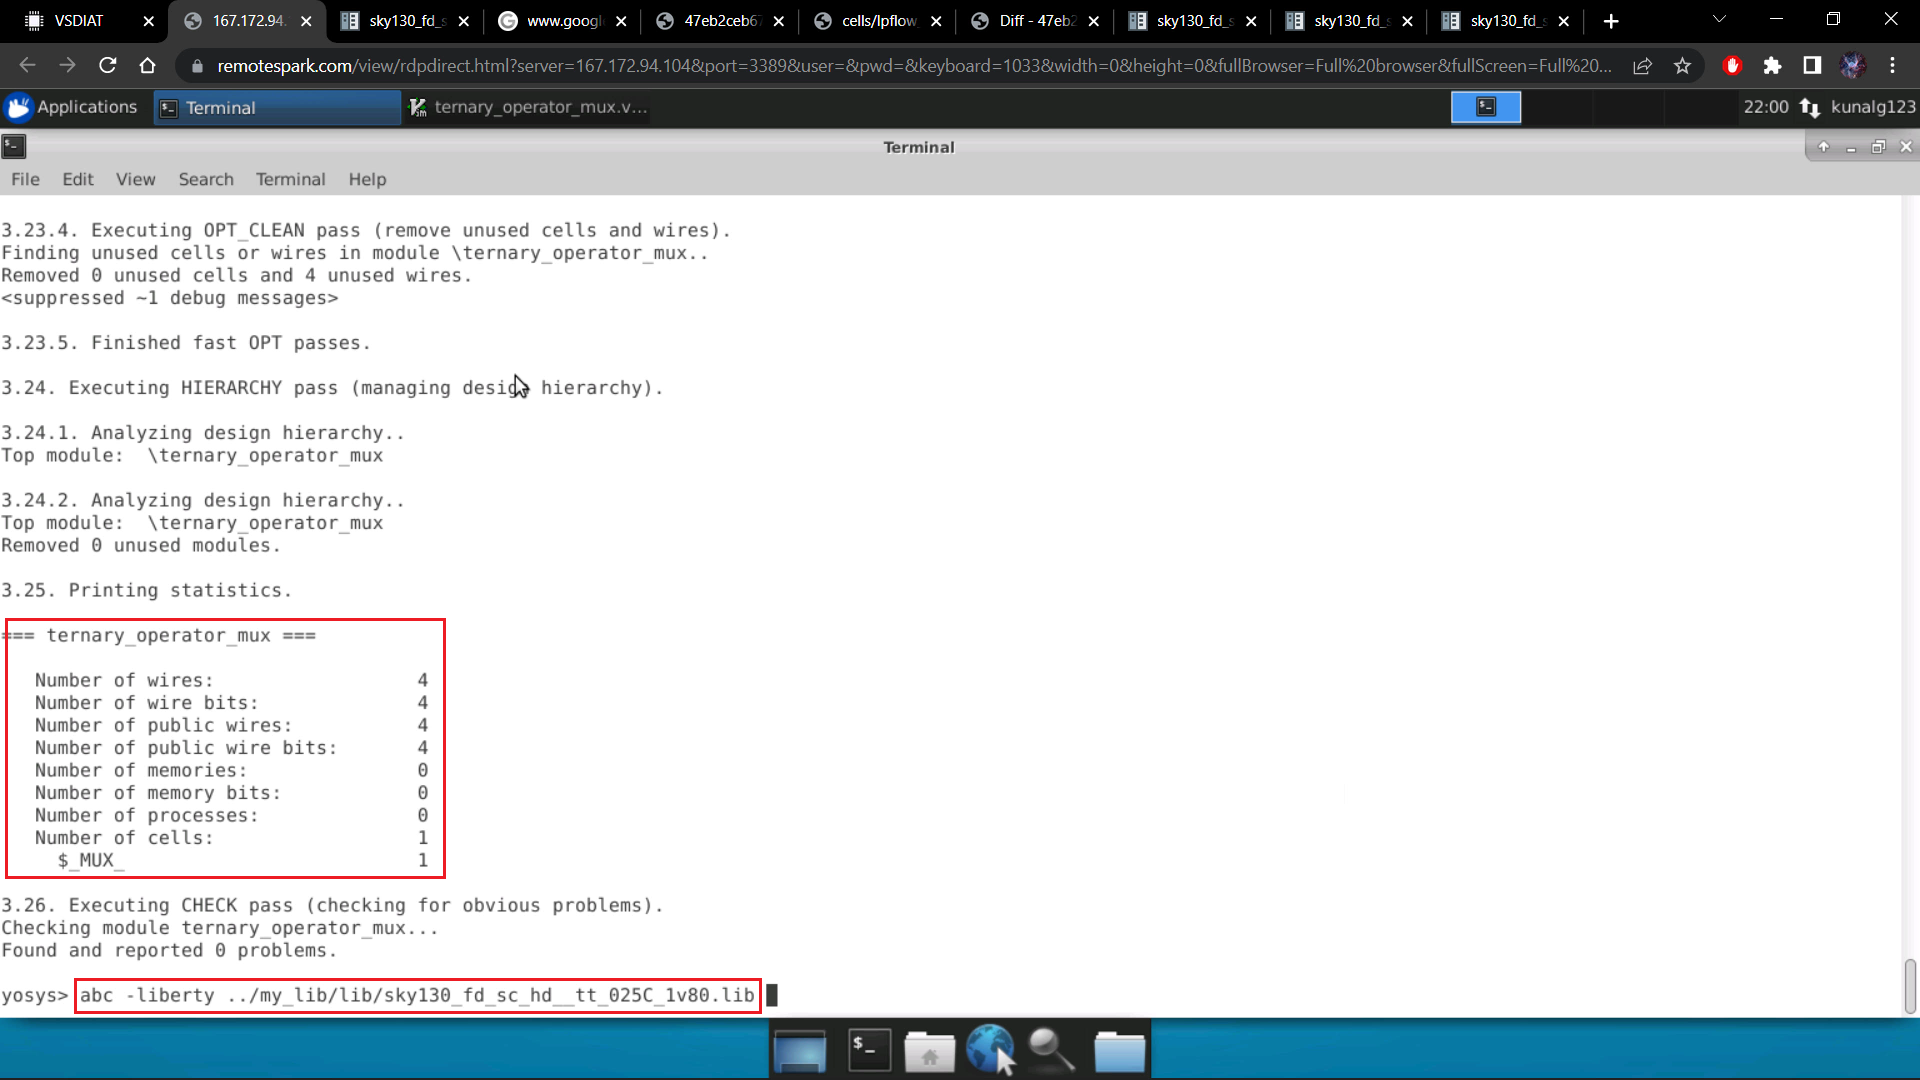 VSDIAT
167.172.94.
sky130_fd_s
www.googl
47eb2ceb67
cells/lpflow
Diff - 47eb2
sky130_fd_s
sky130_fd_s
sky130_fd_s
remotespark.com/view/rdpdirect.html?server=167.172.94.104&port=3389&user=&pwd=&keyboard=1033&width=0&height=0&fullBrowser=Full%20browser&fullScreen=Full%20...
Applications
Terminal
ternary_operator_mux.v...
22:00
kunalg123
Terminal
File Edit View Search Terminal Help
3.23.4. Executing OPT_CLEAN pass (remove unused cells and wires).
Finding unused cells or wires in module \ternary_operator_mux..
Removed 0 unused cells and 4 unused wires.
<suppressed ~1 debug messages>
3.23.5. Finished fast OPT passes.
3.24. Executing HIERARCHY pass (managing design hierarchy).
3.24.1. Analyzing design hierarchy..
Top module:  \ternary_operator_mux
3.24.2. Analyzing design hierarchy..
Top module:  \ternary_operator_mux
Removed 0 unused modules.
3.25. Printing statistics.
=== ternary_operator_mux ===
Number of wires: 4
Number of wire bits: 4
Number of public wires: 4
Number of public wire bits: 4
Number of memories: 0
Number of memory bits: 0
Number of processes: 0
Number of cells: 1
$_MUX_ 1
3.26. Executing CHECK pass (checking for obvious problems).
Checking module ternary_operator_mux...
Found and reported 0 problems.
yosys> abc -liberty ../my_lib/lib/sky130_fd_sc_hd__tt_025C_1v80.lib